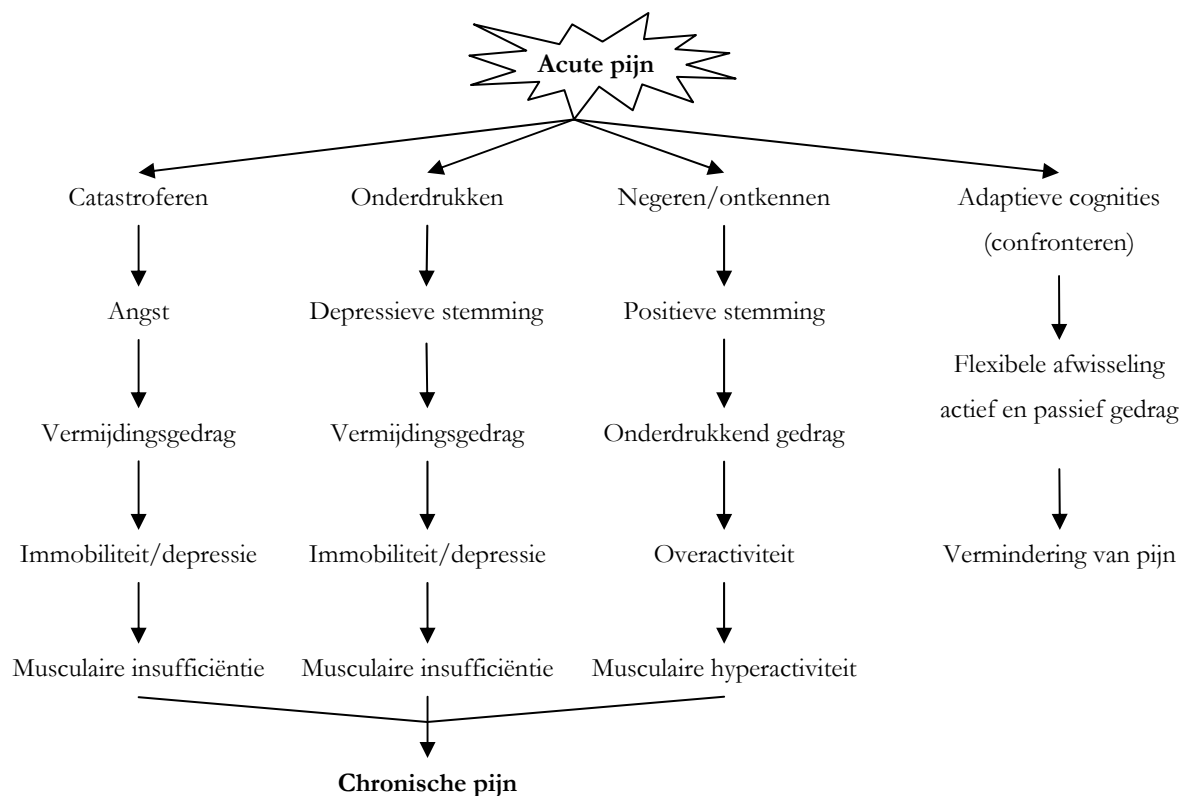 Acute pijn
Catastroferen
Onderdrukken
Negeren/ontkennen
Adaptieve cognities
(confronteren)
Angst
Depressieve stemming
Positieve stemming
Flexibele afwisseling
actief en passief gedrag
Vermijdingsgedrag
Vermijdingsgedrag
Onderdrukkend gedrag
Immobiliteit/depressie
Immobiliteit/depressie
Overactiviteit
Vermindering van pijn
Musculaire insufficiëntie
Musculaire insufficiëntie
Musculaire hyperactiviteit
Chronische pijn